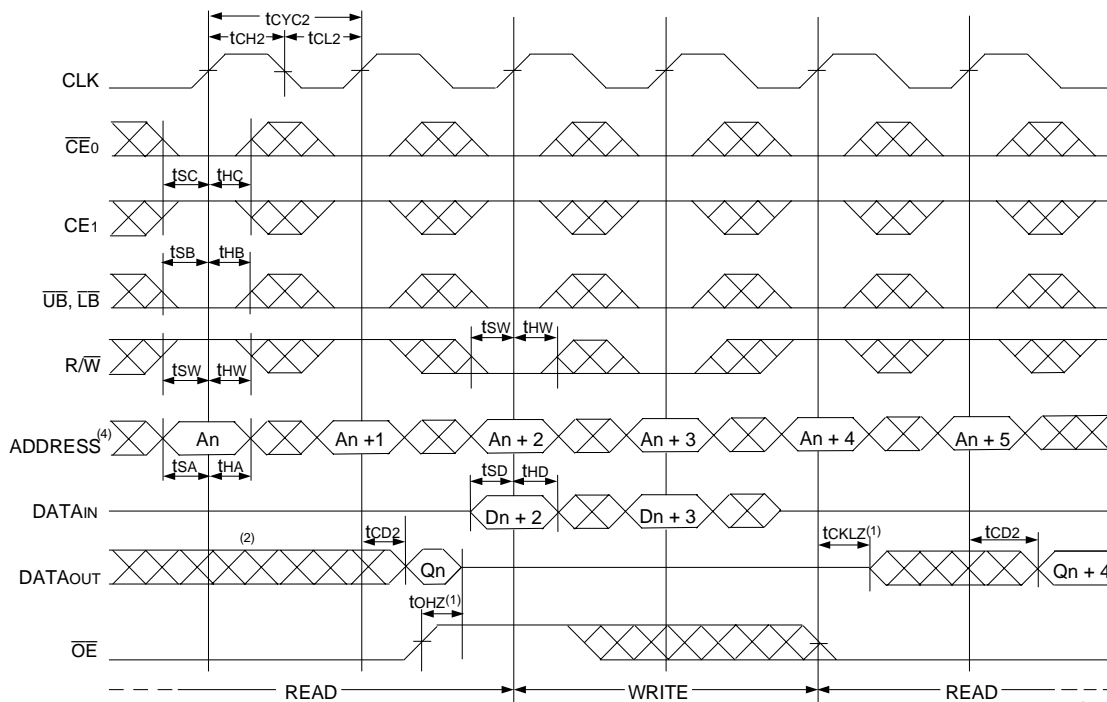 tCYC2
tCH2 tCL2
CLK
CE0
tSC tHC
CE1
tSB tHB
UB, LB
tSW tHW
R/W
tSW tHW
ADDRESS(4) An An +1 An + 2 An + 3 An + 4 An + 5
tSA tHA
tSD tHD
DATAIN Dn + 2 Dn + 3
tCD2 tCKLZ(1) tCD2
(2)
DATAOUT Qn Qn + 4
tOHZ(1)
OE
READ WRITE READ